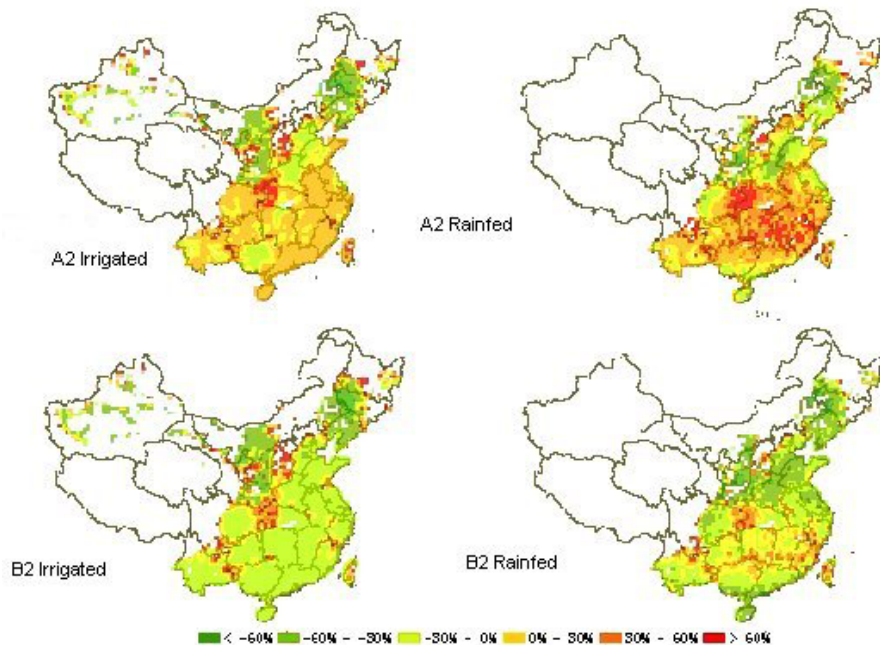 A2 Irrigated
A2 Rainfed
B2 Irrigated
B2 Rainfed
< -60% -60% - -30% -30% - 0% 0% - 30% 30% - 60% > 60%